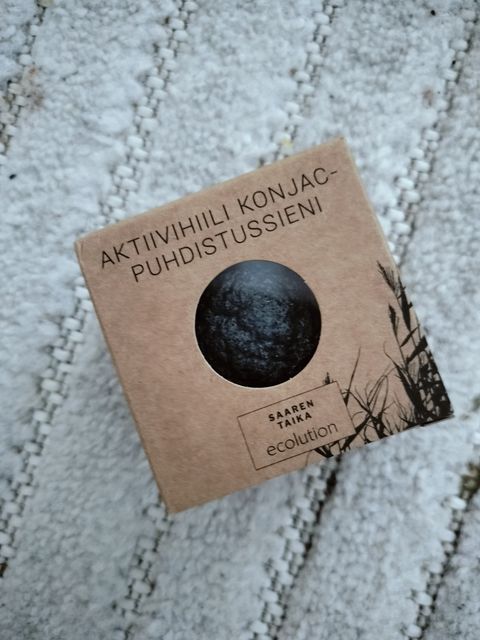 AKTIIVIHIILI KONJAC-
PUHDISTUSSIENI
SAAREN
TAIKA
ecolution